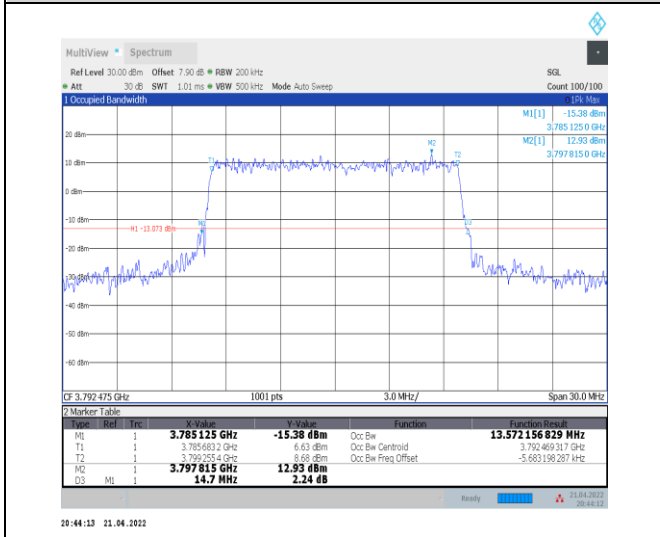 MultiView Spectrum
Ref Level 30.00 dBm Offset 7.90 dB RBW 200 kHz SGL
Att 30 dB SWT 1.01 ms VBW 500 kHz Mode Auto Sweep Count 100/100
1 Occupied Bandwidth 1Pk Max
M1[1] -15.38 dBm
3.785 125 0 GHz
M2[1] 12.93 dBm
3.797 815 0 GHz
20 dBm
M2
T1 T2
10 dBm
0 dBm
-10 dBm
H1 -13.073 dBm
D3
-20 dBm
-30 dBm
-40 dBm
-50 dBm
-60 dBm
CF 3.792 475 GHz 1001 pts 3.0 MHz/ Span 30.0 MHz
2 Marker Table
Type Ref Trc X-Value Y-Value Function Function Result
M1 1 3.785 125 GHz -15.38 dBm Occ Bw 13.572 156 829 MHz
T1 1 3.785 683 2 GHz 6.63 dBm Occ Bw Centroid 3.792 469 317 GHz
T2 1 3.799 255 4 GHz 8.68 dBm Occ Bw Freq Offset -5.683 198 287 kHz
M2 1 3.797 815 GHz 12.93 dBm
D3 M1 1 14.7 MHz 2.24 dB
Ready 21.04.2022
20:44:12
20:44:13 21.04.2022